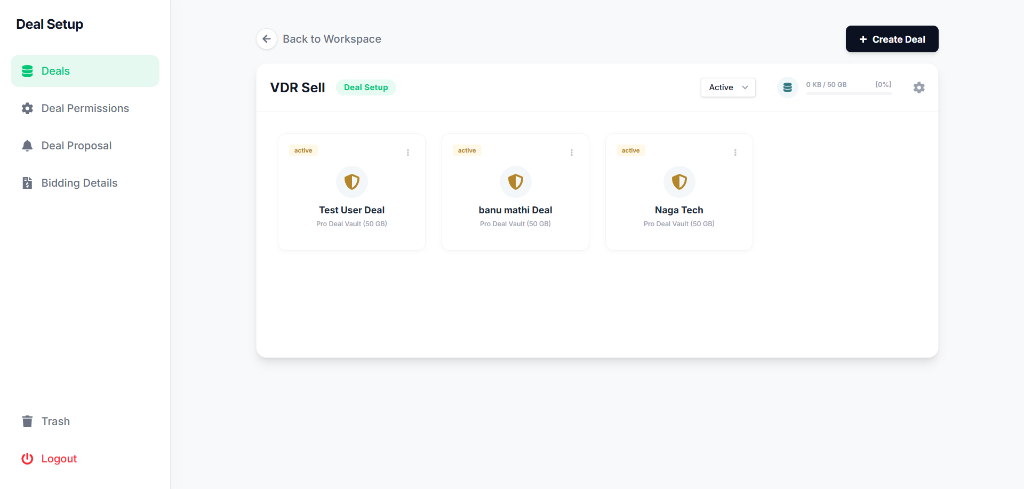 Deal Setup
Deals
Deal Permissions
Deal Proposal
Bidding Details
Trash
Logout
Back to Workspace
+ Create Deal
VDR Sell
Deal Setup
Active
0 KB / 50 GB (0%)
active
Test User Deal
Pro Deal Vault (50 GB)
active
banu mathi Deal
Pro Deal Vault (50 GB)
active
Naga Tech
Pro Deal Vault (50 GB)